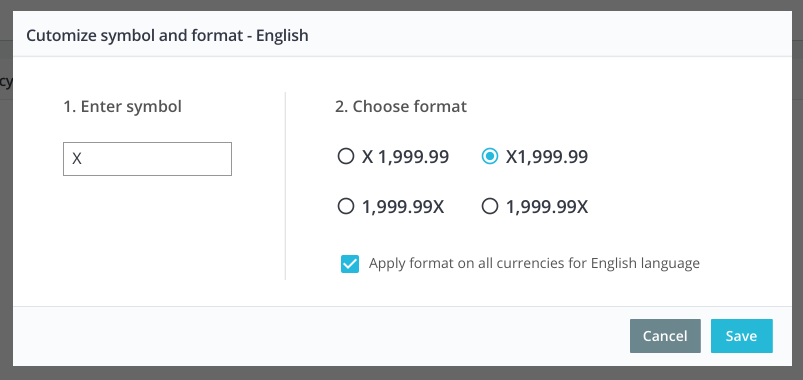 Cutomize symbol and format - English
cy
1. Enter symbol
X
2. Choose format
X 1,999.99
X1,999.99
1,999.99X
1,999.99X
Apply format on all currencies for English language
Cancel
Save